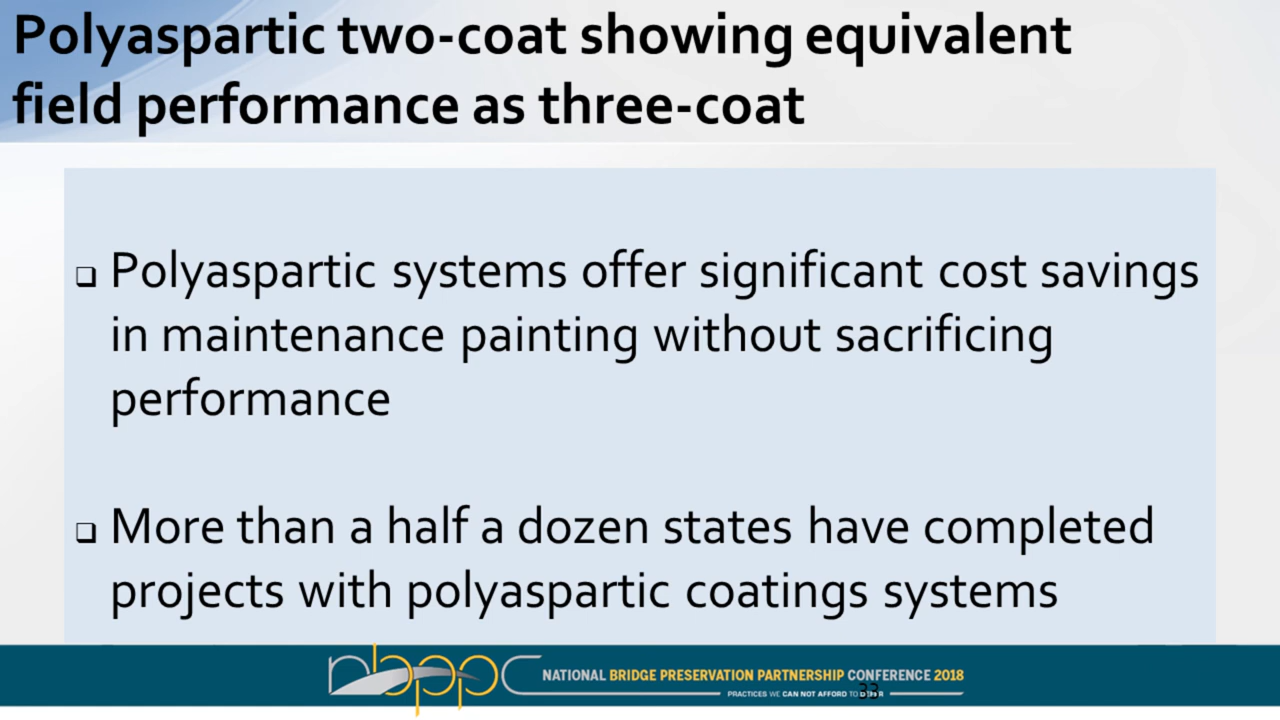 Polyaspartic two-coat showing equivalent
field performance as three-coat
❑ Polyaspartic systems offer significant cost savings
in maintenance painting without sacrificing
performance
❑ More than a half a dozen states have completed
projects with polyaspartic coatings systems
nbppc
NATIONAL BRIDGE PRESERVATION PARTNERSHIP CONFERENCE 2018
PRACTICES WE CAN NOT AFFORD TO
33